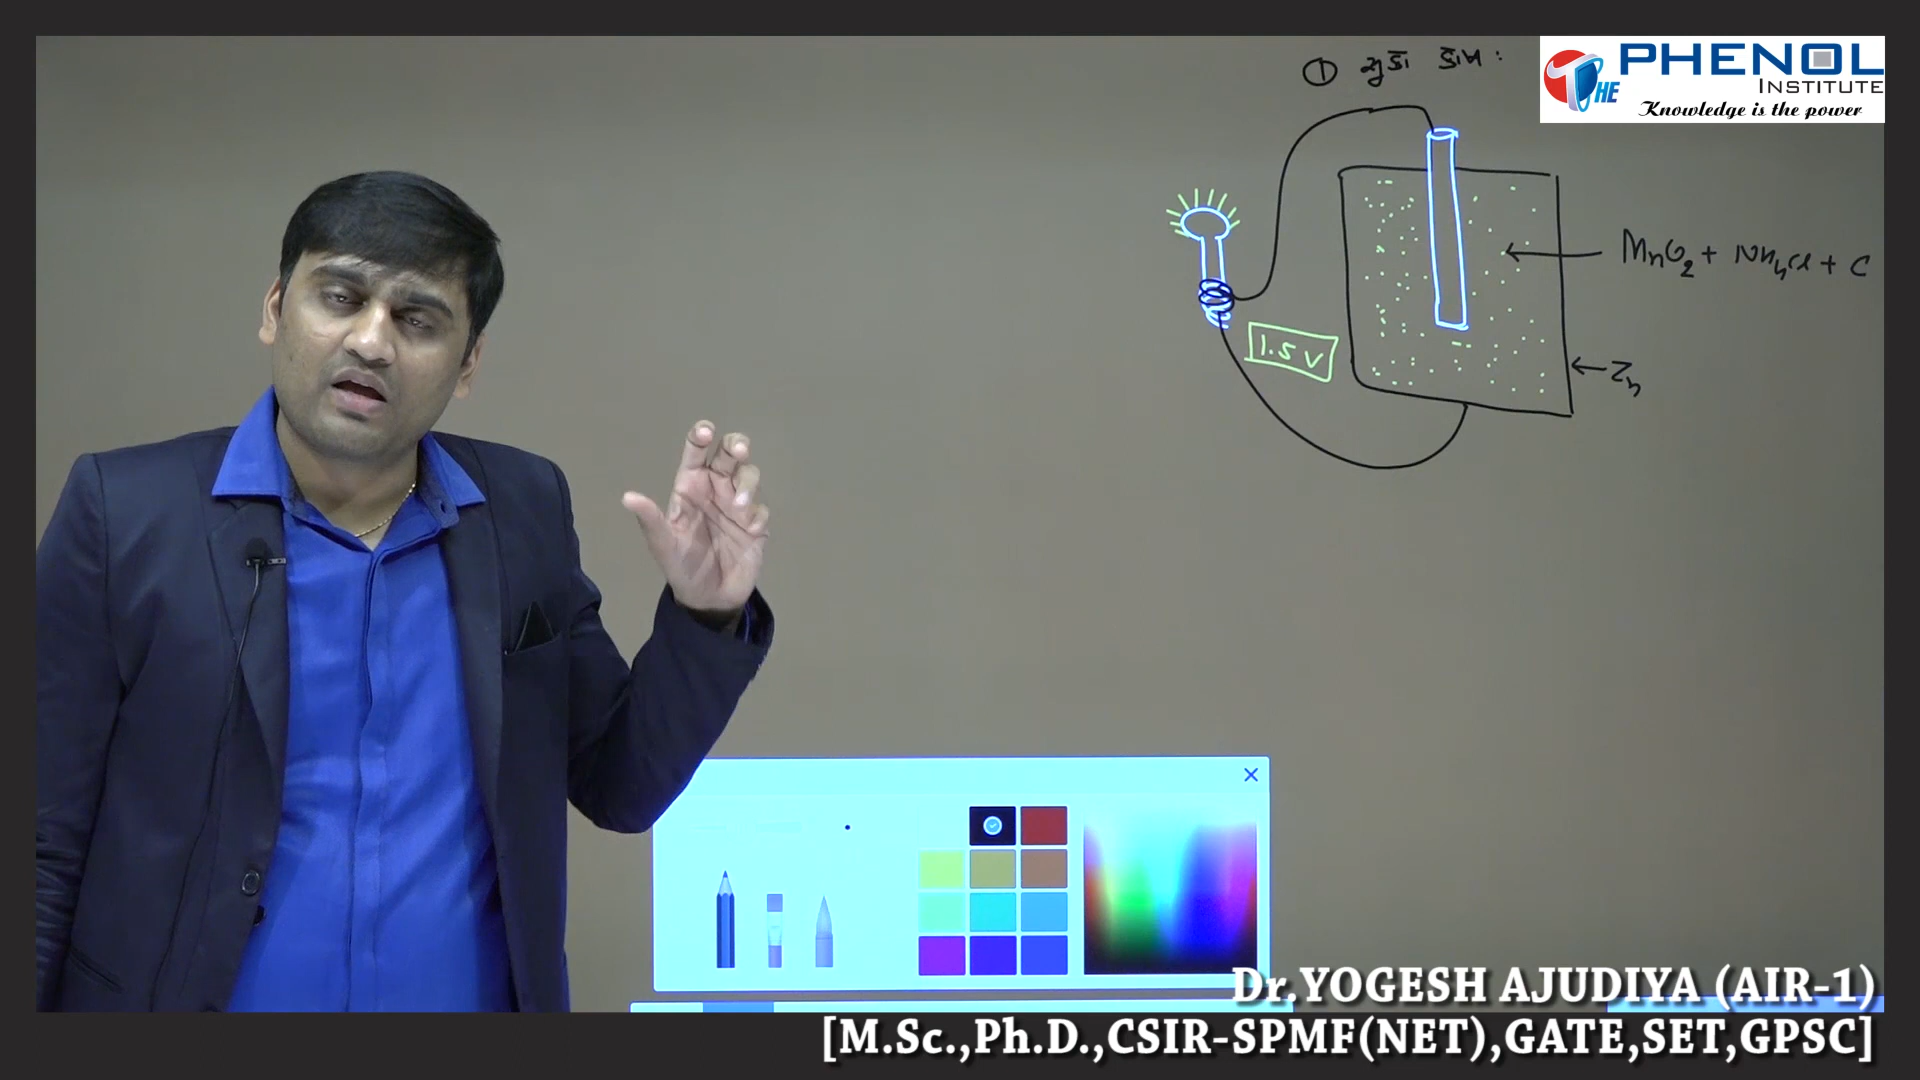 ① સુકો કોષ :
THE PHENOL
INSTITUTE
Knowledge is the power
MnO₂ + NH₄Cl + C
1.5 V
Zn
Dr.YOGESH AJUDIYA (AIR-1)
[M.Sc.,Ph.D.,CSIR-SPMF(NET),GATE,SET,GPSC]